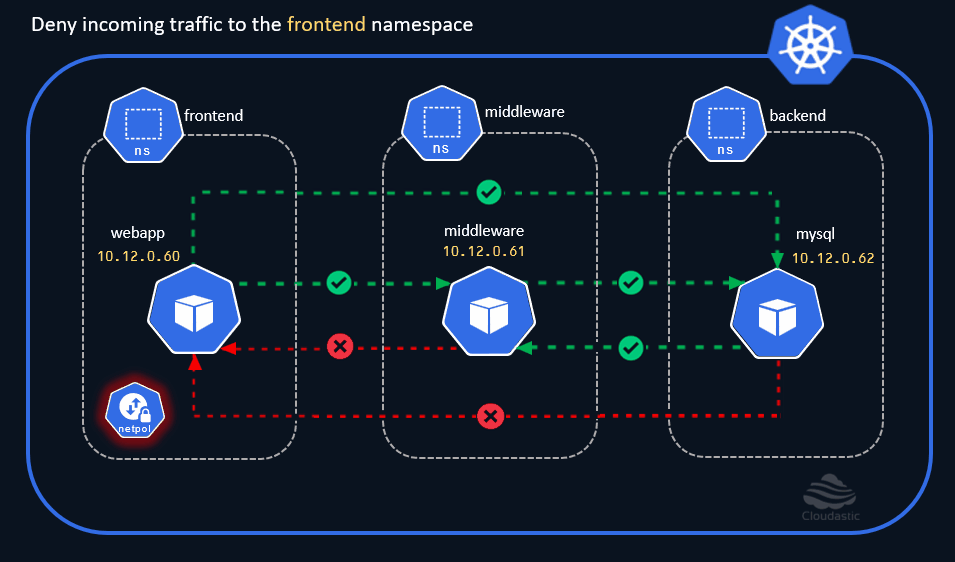 Deny incoming traffic to the frontend namespace
frontend
ns
middleware
ns
backend
ns
webapp
10.12.0.60
middleware
10.12.0.61
mysql
10.12.0.62
netpol
Cloudastic